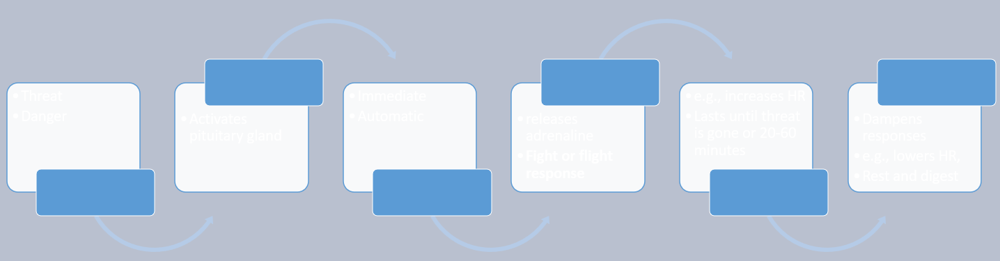 • Threat
• Danger
• Activates
pituitary gland
• Immediate
• Automatic
• releases
adrenaline
• Fight or flight
response
• e.g., increases HR
• Lasts until threat
is gone or 20-60
minutes
• Dampens
responses
• e.g., lowers HR,
• Rest and digest